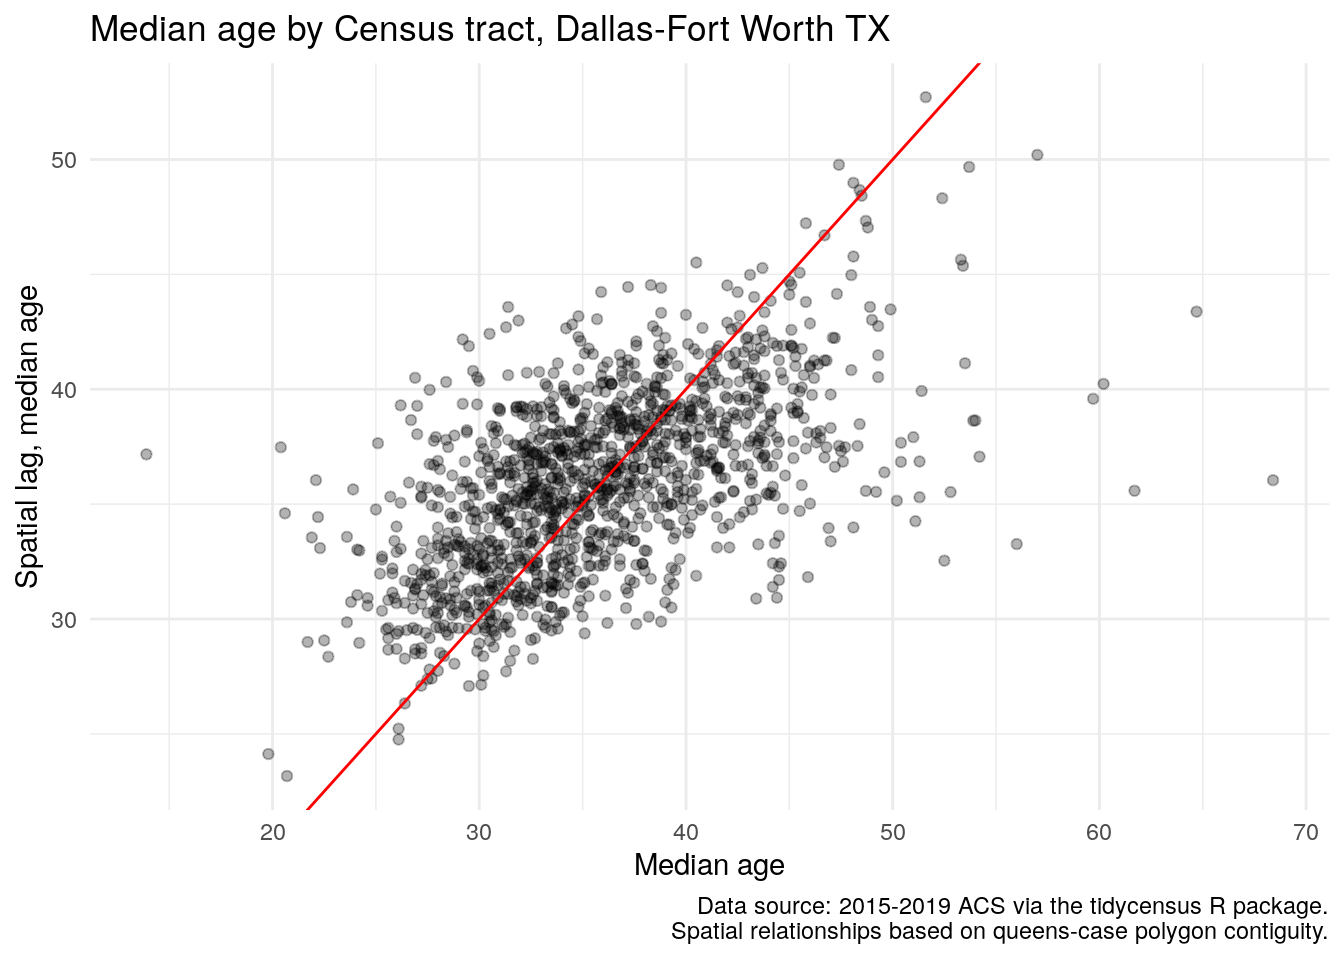 Median age by Census tract, Dallas-Fort Worth TX
Spatial lag, median age
50
40
30
20 30 40 50 60 70
Median age
Data source: 2015-2019 ACS via the tidycensus R package.
Spatial relationships based on queens-case polygon contiguity.